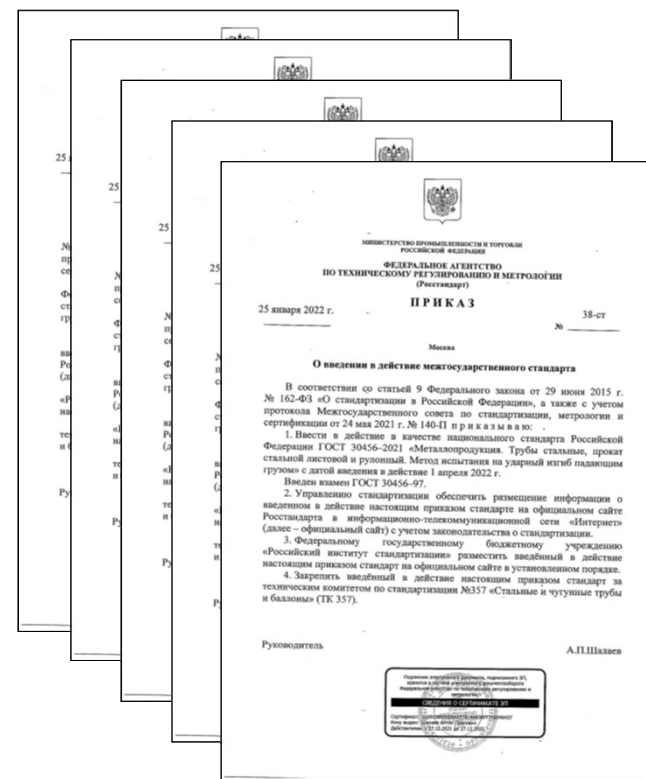 МИНИСТЕРСТВО ПРОМЫШЛЕННОСТИ И ТОРГОВЛИ
РОССИЙСКОЙ ФЕДЕРАЦИИ
ФЕДЕРАЛЬНОЕ АГЕНТСТВО
ПО ТЕХНИЧЕСКОМУ РЕГУЛИРОВАНИЮ И МЕТРОЛОГИИ
(Росстандарт)
ПРИКАЗ
25 января 2022 г.
38-ст
№
Москва
О введении в действие межгосударственного стандарта
В соответствии со статьей 9 Федерального закона от 29 июня 2015 г.
№ 162-ФЗ «О стандартизации в Российской Федерации», а также с учетом
протокола Межгосударственного совета по стандартизации, метрологии и
сертификации от 24 мая 2021 г. № 140-П приказываю:
1. Ввести в действие в качестве национального стандарта Российской
Федерации ГОСТ 30456–2021 «Металлопродукция. Трубы стальные, прокат
стальной листовой и рулонный. Метод испытания на ударный изгиб падающим
грузом» с датой введения в действие 1 апреля 2022 г.
Введен взамен ГОСТ 30456–97.
2. Управлению стандартизации обеспечить размещение информации о
введенном в действие настоящим приказом стандарте на официальном сайте
Росстандарта в информационно-телекоммуникационной сети «Интернет»
(далее – официальный сайт) с учетом законодательства о стандартизации.
3. Федеральному государственному бюджетному учреждению
«Российский институт стандартизации» разместить введённый в действие
настоящим приказом стандарт на официальном сайте в установленном порядке.
4. Закрепить введённый в действие настоящим приказом стандарт за
техническим комитетом по стандартизации №357 «Стальные и чугунные трубы
и баллоны» (ТК 357).
Руководитель
А.П.Шалаев
СВЕДЕНИЯ О СЕРТИФИКАТЕ ЭП